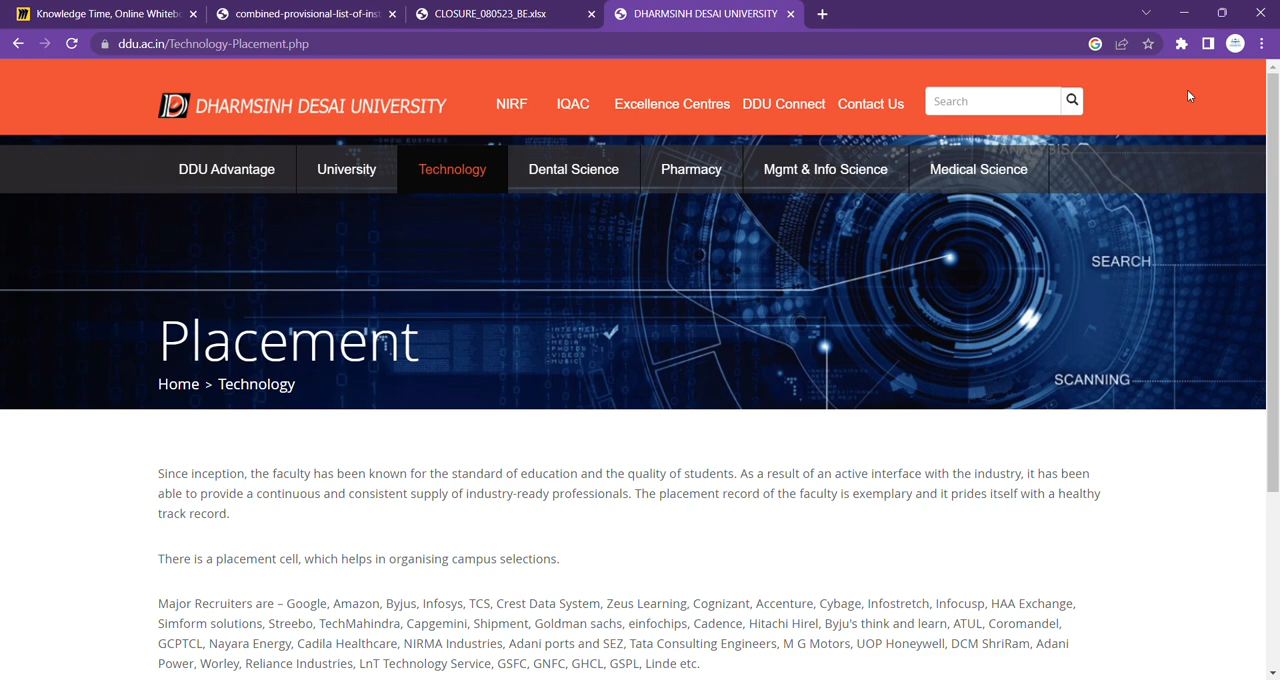 Knowledge Time, Online Whiteb
combined-provisional-list-of-inst
CLOSURE_080523_BE.xlsx
DHARMSINH DESAI UNIVERSITY
ddu.ac.in/Technology-Placement.php
DHARMSINH DESAI UNIVERSITY
NIRF IQAC Excellence Centres DDU Connect Contact Us
Search
DDU Advantage University Technology Dental Science Pharmacy Mgmt & Info Science Medical Science
SEARCH
Placement
SCANNING
Home > Technology
Since inception, the faculty has been known for the standard of education and the quality of students. As a result of an active interface with the industry, it has been
able to provide a continuous and consistent supply of industry-ready professionals. The placement record of the faculty is exemplary and it prides itself with a healthy
track record.
There is a placement cell, which helps in organising campus selections.
Major Recruiters are – Google, Amazon, Byjus, Infosys, TCS, Crest Data System, Zeus Learning, Cognizant, Accenture, Cybage, Infostretch, Infocusp, HAA Exchange,
Simform solutions, Streebo, TechMahindra, Capgemini, Shipment, Goldman sachs, einfochips, Cadence, Hitachi Hirel, Byju's think and learn, ATUL, Coromandel,
GCPTCL, Nayara Energy, Cadila Healthcare, NIRMA Industries, Adani ports and SEZ, Tata Consulting Engineers, M G Motors, UOP Honeywell, DCM ShriRam, Adani
Power, Worley, Reliance Industries, LnT Technology Service, GSFC, GNFC, GHCL, GSPL, Linde etc.